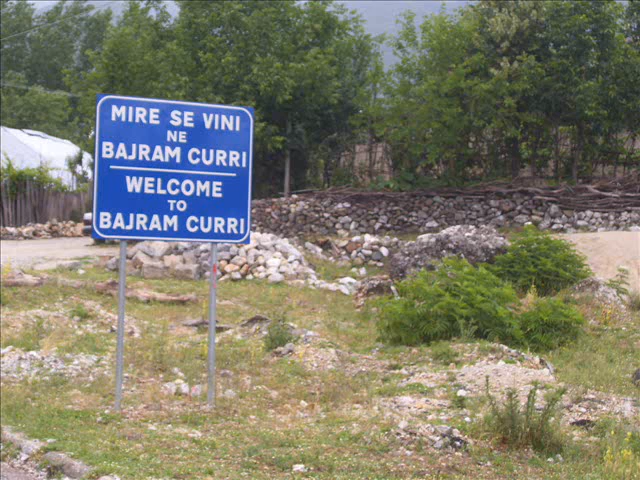 MIRE SE VINI
NE
BAJRAM CURRI
WELCOME
TO
BAJRAM CURRI